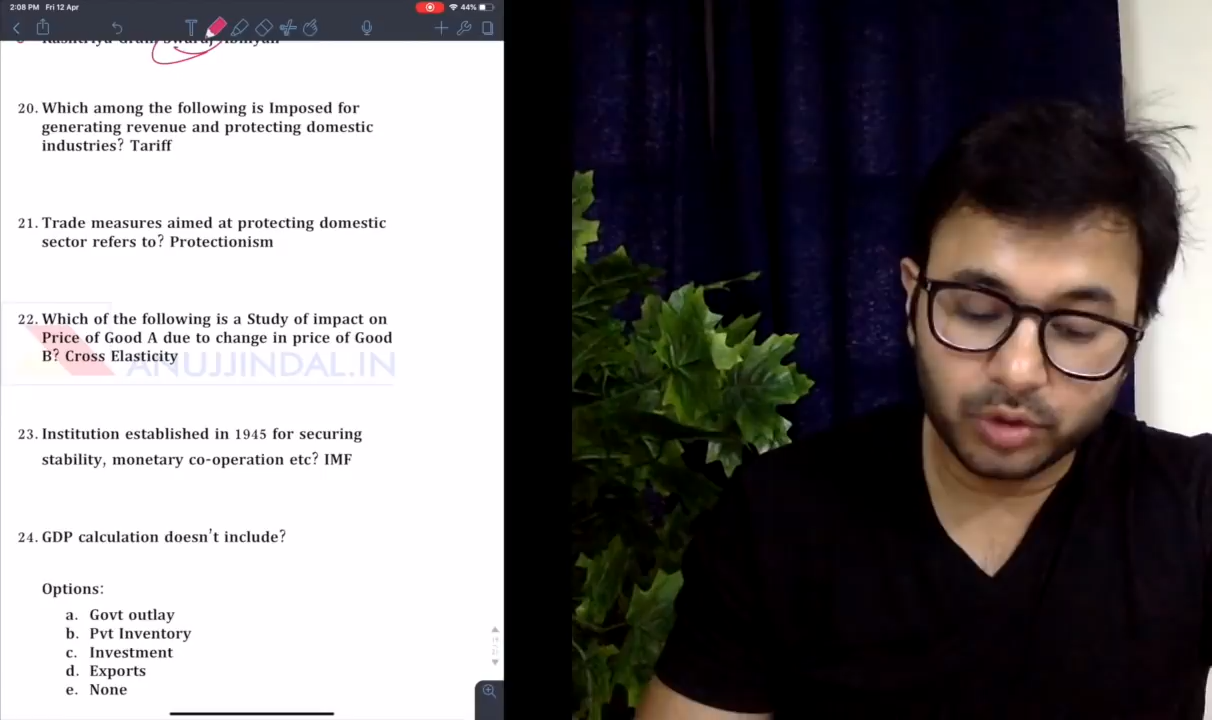 2:08 PM Fri 12 Apr
44%
20. Which among the following is Imposed for
generating revenue and protecting domestic
industries? Tariff
21. Trade measures aimed at protecting domestic
sector refers to? Protectionism
22. Which of the following is a Study of impact on
Price of Good A due to change in price of Good
B? Cross Elasticity
ANUJJINDAL.IN
23. Institution established in 1945 for securing
stability, monetary co-operation etc? IMF
24. GDP calculation doesn't include?
Options:
a. Govt outlay
b. Pvt Inventory
c. Investment
d. Exports
e. None